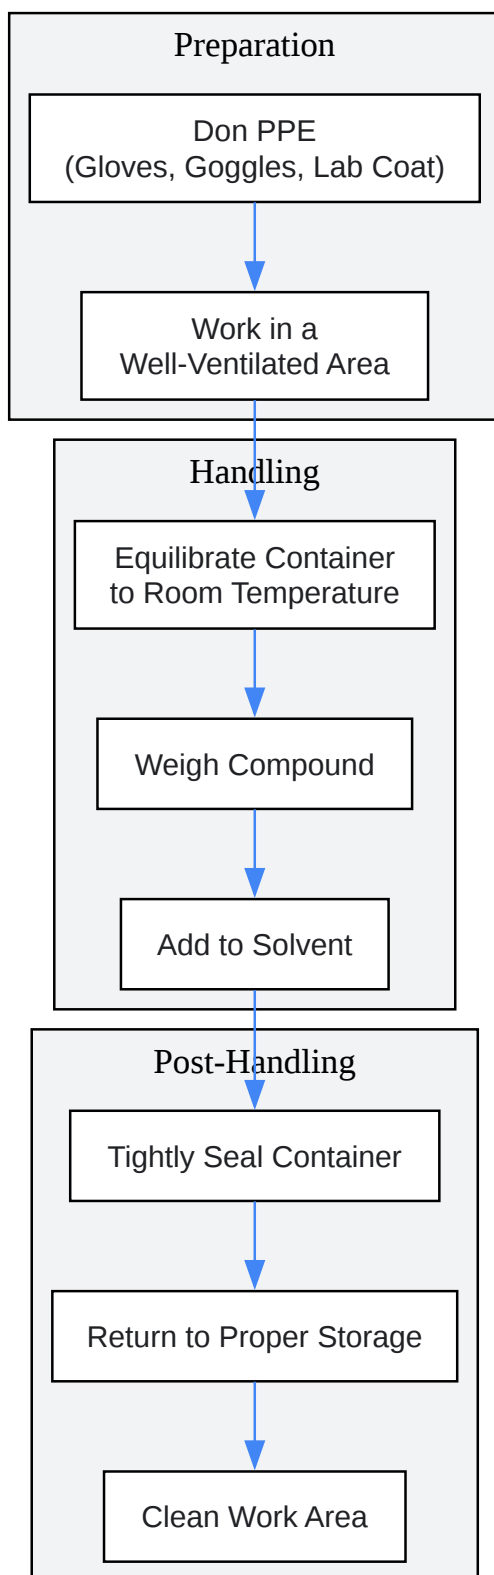 Preparation
Don PPE
(Gloves, Goggles, Lab Coat)
Work in a
Well-Ventilated Area
Handling
Equilibrate Container
to Room Temperature
Weigh Compound
Add to Solvent
Post-Handling
Tightly Seal Container
Return to Proper Storage
Clean Work Area